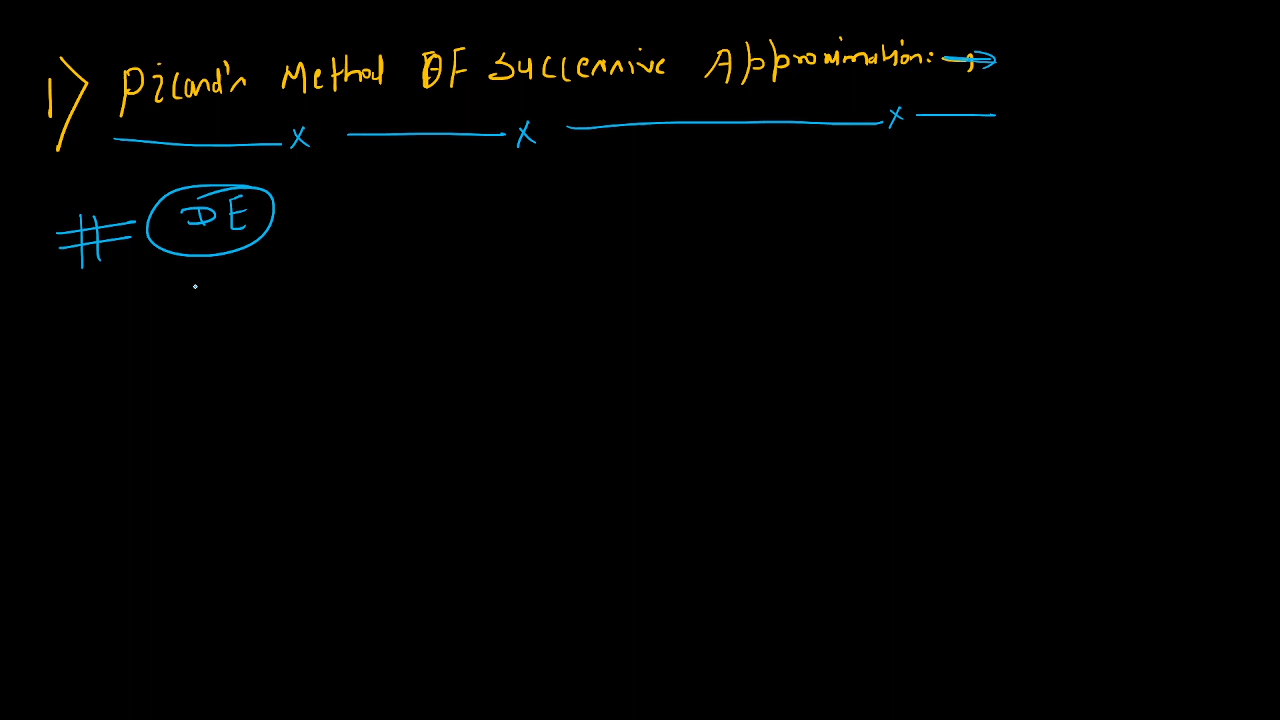 1) Picard's Method OF Successive Approximation: →
# DE